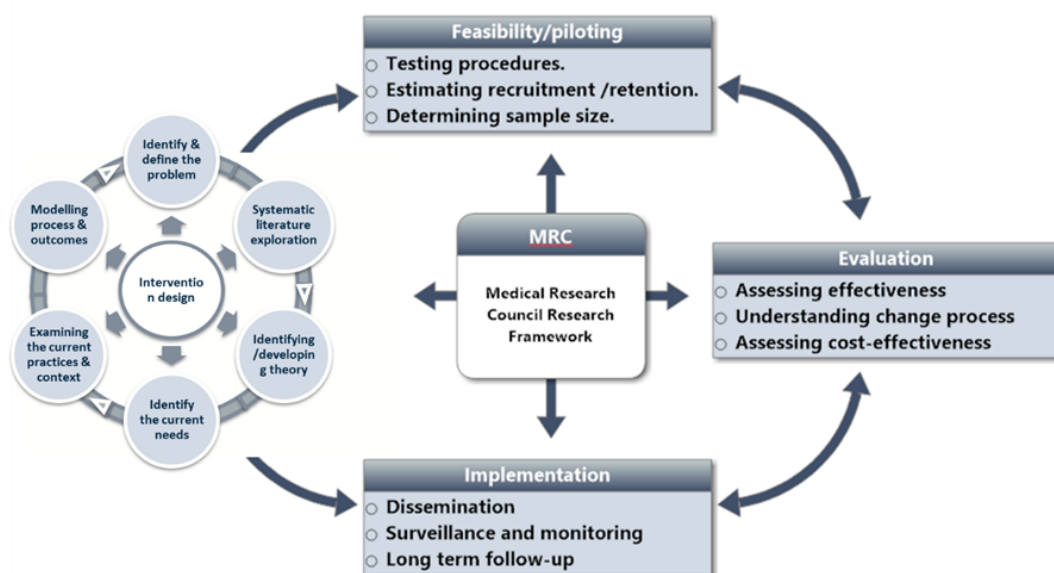 Feasibility/piloting
○ Testing procedures.
○ Estimating recruitment /retention.
○ Determining sample size.
Identify &
define the
problem
Modelling
process &
outcomes
Systematic
literature
exploration
Interventio
n design
Examining
the current
practices &
context
Identifying
/developin
g theory
Identify
the current
needs
MRC
Medical Research
Council Research
Framework
Evaluation
○ Assessing effectiveness
○ Understanding change process
○ Assessing cost-effectiveness
Implementation
○ Dissemination
○ Surveillance and monitoring
○ Long term follow-up